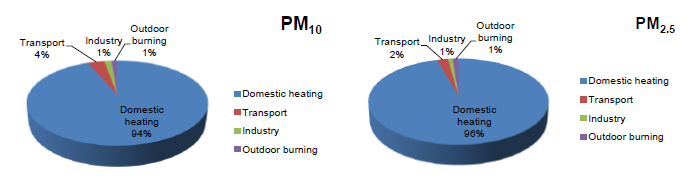 PM10
Transport
4%
Industry
1%
Outdoor
burning
1%
Domestic
heating
94%
Domestic heating
Transport
Industry
Outdoor burning
PM2.5
Transport
2%
Industry
1%
Outdoor
burning
1%
Domestic
heating
96%
Domestic heating
Transport
Industry
Outdoor burning